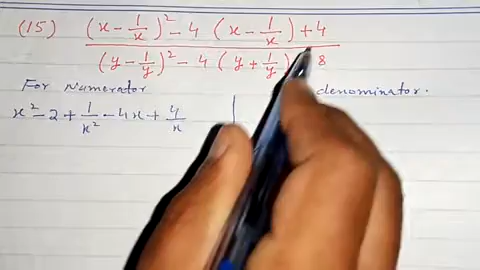 (15) (x - 1/x)² - 4 (x - 1/x) + 4
(y - 1/y)² - 4 (y + 1/y) 8
For Numerator denominator.
x² - 2 + 1/x² - 4x + 4/x